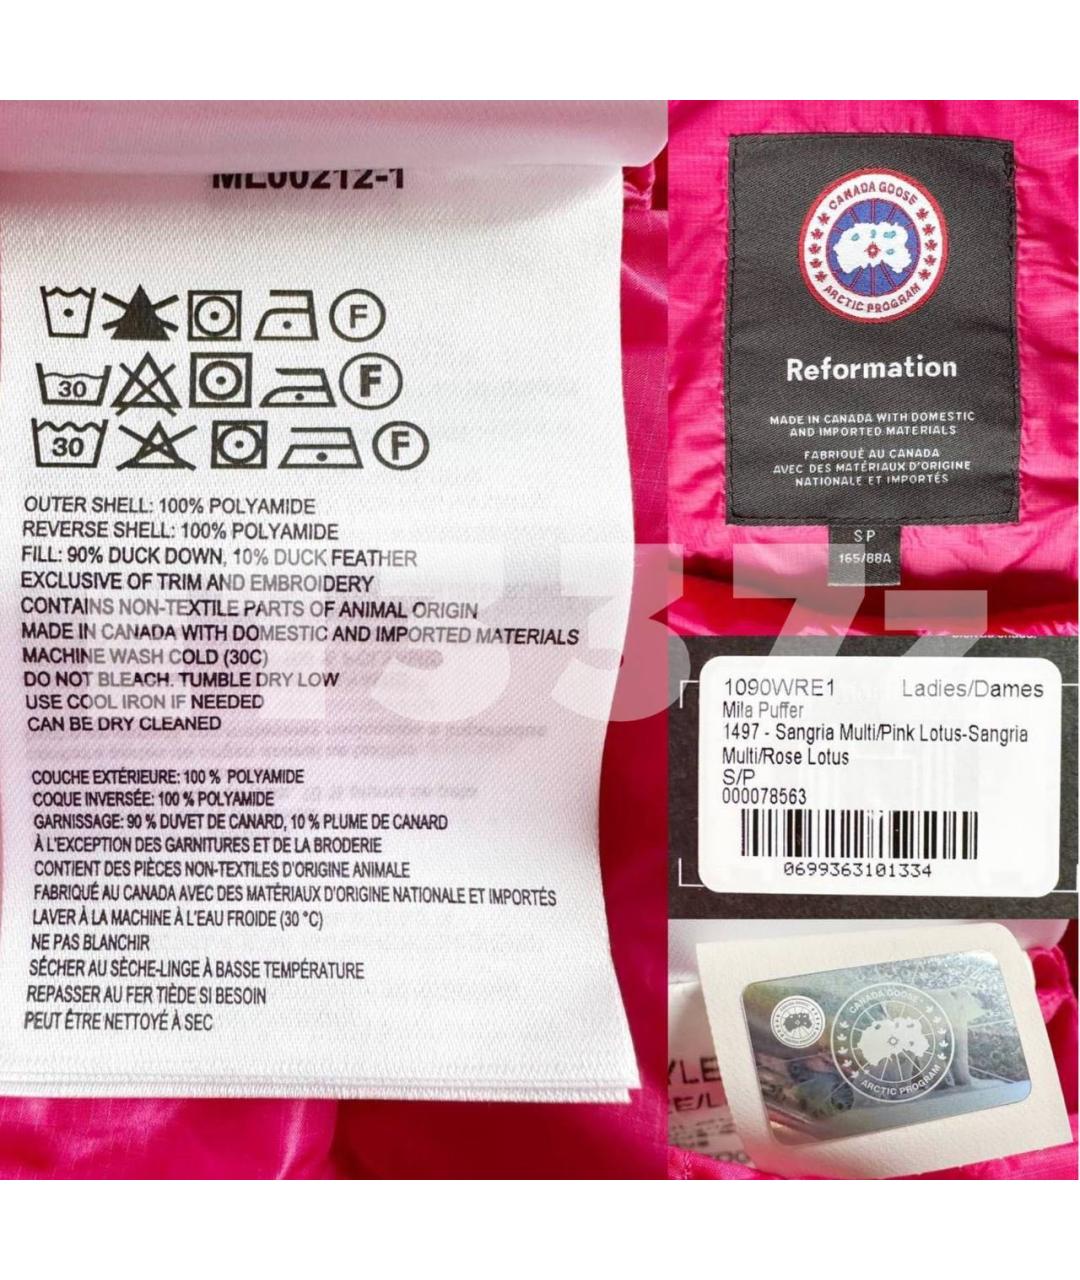 ML00212-1
F
30
F
30
F
OUTER SHELL: 100% POLYAMIDE
REVERSE SHELL: 100% POLYAMIDE
FILL: 90% DUCK DOWN, 10% DUCK FEATHER
EXCLUSIVE OF TRIM AND EMBROIDERY
CONTAINS NON-TEXTILE PARTS OF ANIMAL ORIGIN
MADE IN CANADA WITH DOMESTIC AND IMPORTED MATERIALS
MACHINE WASH COLD (30C)
DO NOT BLEACH. TUMBLE DRY LOW
USE COOL IRON IF NEEDED
CAN BE DRY CLEANED
COUCHE EXTÉRIEURE: 100 % POLYAMIDE
COQUE INVERSÉE: 100 % POLYAMIDE
GARNISSAGE: 90 % DUVET DE CANARD, 10 % PLUME DE CANARD
À L'EXCEPTION DES GARNITURES ET DE LA BRODERIE
CONTIENT DES PIÈCES NON-TEXTILES D'ORIGINE ANIMALE
FABRIQUÉ AU CANADA AVEC DES MATÉRIAUX D'ORIGINE NATIONALE ET IMPORTÉS
LAVER À LA MACHINE À L'EAU FROIDE (30 °C)
NE PAS BLANCHIR
SÉCHER AU SÈCHE-LINGE À BASSE TEMPÉRATURE
REPASSER AU FER TIÈDE SI BESOIN
PEUT ÊTRE NETTOYÉ À SEC
CANADA GOOSE
ARCTIC PROGRAM
Reformation
MADE IN CANADA WITH DOMESTIC
AND IMPORTED MATERIALS
FABRIQUÉ AU CANADA
AVEC DES MATÉRIAUX D'ORIGINE
NATIONALE ET IMPORTÉS
SP
165/88A
1090WRE1 Ladies/Dames
Mila Puffer
1497 - Sangria Multi/Pink Lotus-Sangria
Multi/Rose Lotus
S/P
000078563
0699363101334
CANADA GOOSE
ARCTIC PROGRAM